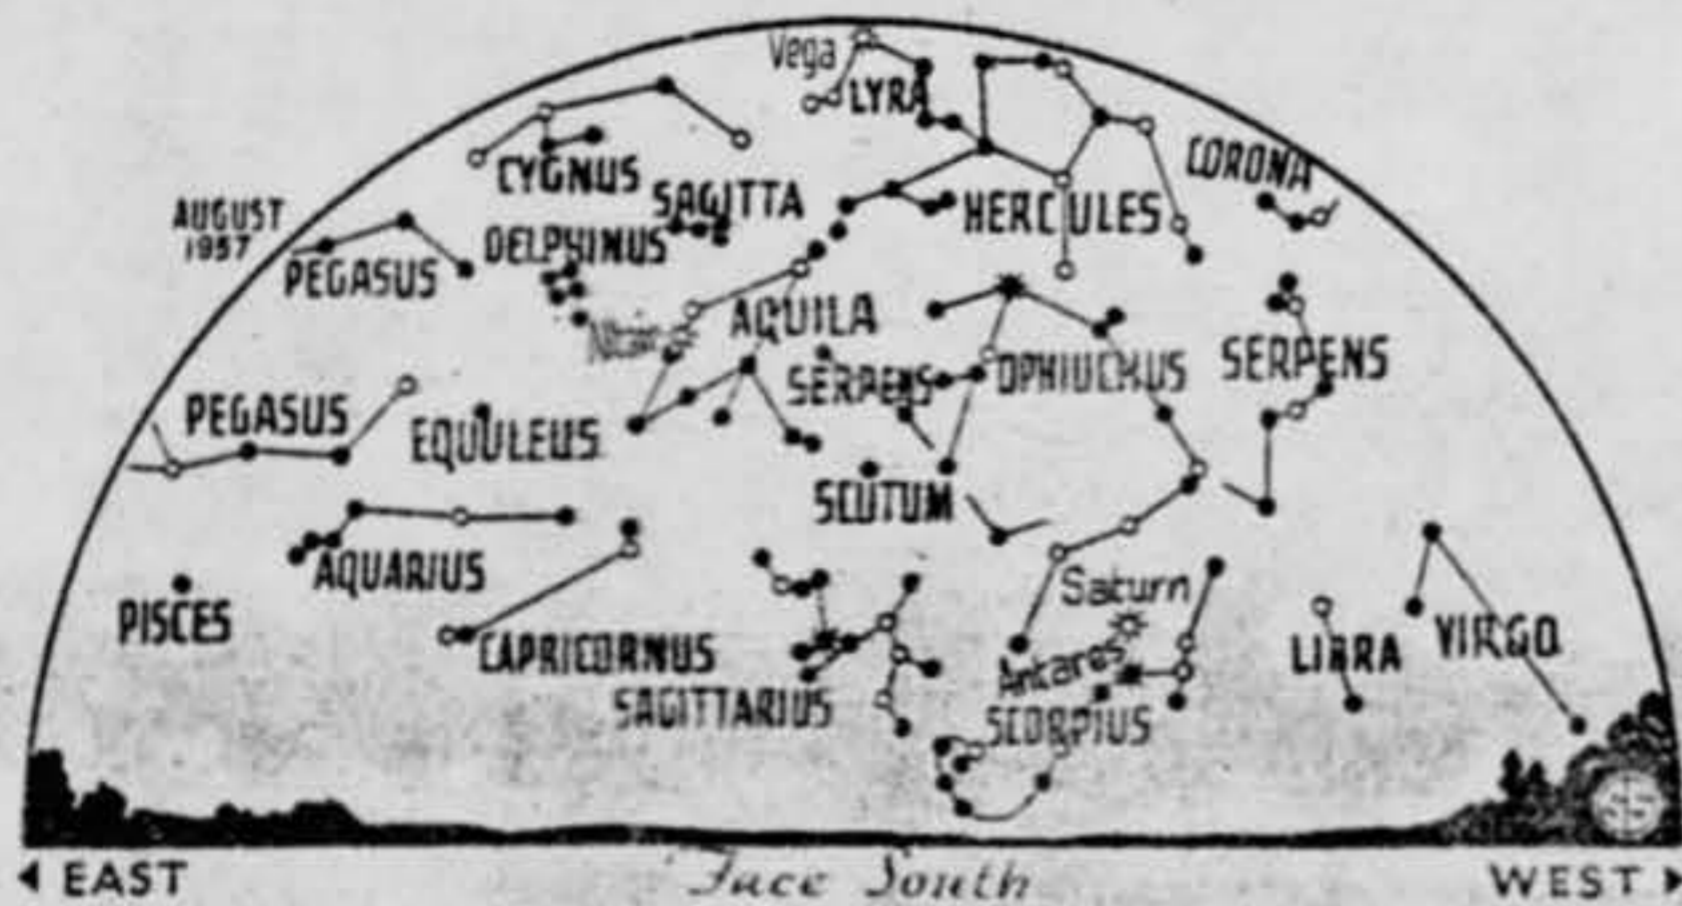 Vega
LYRA
CORONA
CYGNUS
SAGITTA
HERCULES
AUGUST
1957
DELPHINUS
PEGASUS
AQUILA
Altair
SERPENS
OPHIUCHUS
SERPENS
PEGASUS
EQUULEUS
SCUTUM
AQUARIUS
Saturn
PISCES
CAPRICORNUS
Antares
LIBRA
VIRGO
SAGITTARIUS
SCORPIUS
EAST
Face South
WEST